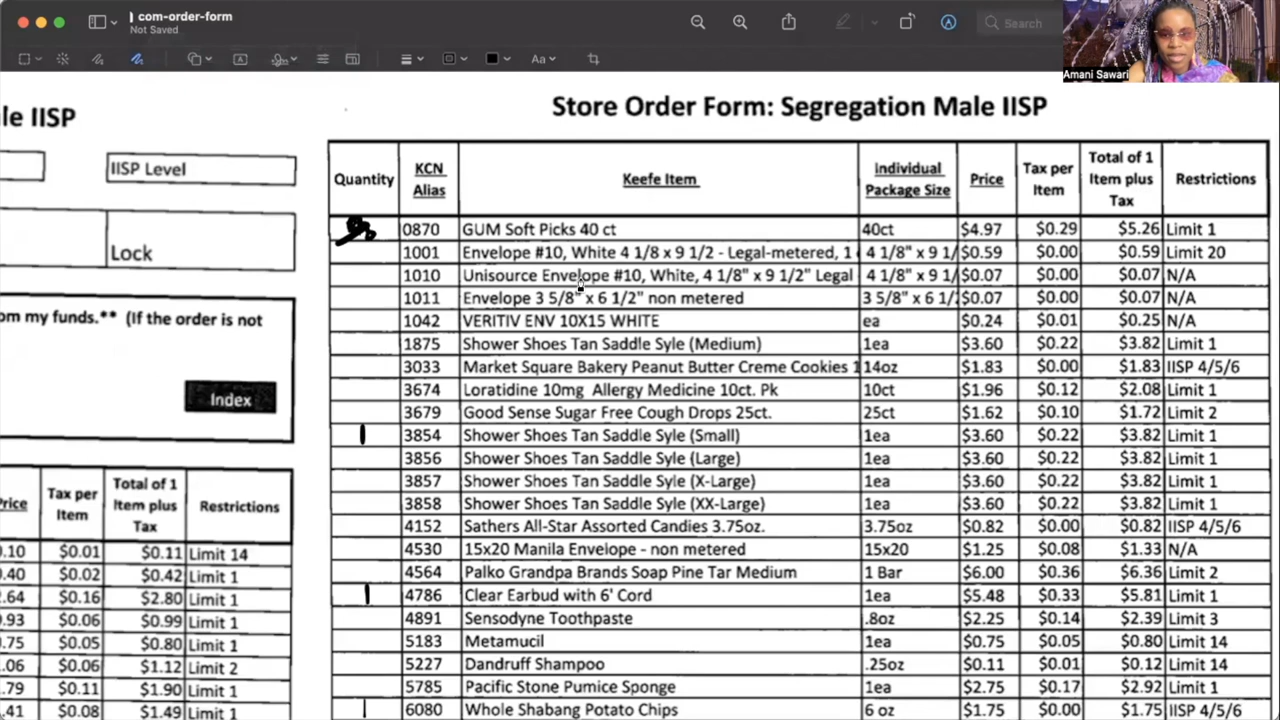 com-order-form
Not Saved
Search
Aa
Amani Sawari
le IISP
IISP Level
Lock
om my funds.** (If the order is not
Index
Price Tax per Item Total of 1 Item plus Tax Restrictions
0.10 $0.01 $0.11 Limit 14
0.40 $0.02 $0.42 Limit 1
2.64 $0.16 $2.80 Limit 1
0.93 $0.06 $0.99 Limit 1
0.75 $0.05 $0.80 Limit 1
.06 $0.06 $1.12 Limit 2
.79 $0.11 $1.90 Limit 1
.41 $0.08 $1.49 Limit 1
Store Order Form: Segregation Male IISP
Quantity KCN Alias Keefe Item Individual Package Size Price Tax per Item Total of 1 Item plus Tax Restrictions
0870 GUM Soft Picks 40 ct 40ct $4.97 $0.29 $5.26 Limit 1
1001 Envelope #10, White 4 1/8 x 9 1/2 - Legal-metered, 1 4 1/8" x 9 1/ $0.59 $0.00 $0.59 Limit 20
1010 Unisource Envelope #10, White, 4 1/8" x 9 1/2" Legal 4 1/8" x 9 1/ $0.07 $0.00 $0.07 N/A
1011 Envelope 3 5/8" x 6 1/2" non metered 3 5/8" x 6 1/2 $0.07 $0.00 $0.07 N/A
1042 VERITIV ENV 10X15 WHITE ea $0.24 $0.01 $0.25 N/A
1875 Shower Shoes Tan Saddle Syle (Medium) 1ea $3.60 $0.22 $3.82 Limit 1
3033 Market Square Bakery Peanut Butter Creme Cookies 1 14oz $1.83 $0.00 $1.83 IISP 4/5/6
3674 Loratidine 10mg Allergy Medicine 10ct. Pk 10ct $1.96 $0.12 $2.08 Limit 1
3679 Good Sense Sugar Free Cough Drops 25ct. 25ct $1.62 $0.10 $1.72 Limit 2
1 3854 Shower Shoes Tan Saddle Syle (Small) 1ea $3.60 $0.22 $3.82 Limit 1
3856 Shower Shoes Tan Saddle Syle (Large) 1ea $3.60 $0.22 $3.82 Limit 1
3857 Shower Shoes Tan Saddle Syle (X-Large) 1ea $3.60 $0.22 $3.82 Limit 1
3858 Shower Shoes Tan Saddle Syle (XX-Large) 1ea $3.60 $0.22 $3.82 Limit 1
4152 Sathers All-Star Assorted Candies 3.75oz. 3.75oz $0.82 $0.00 $0.82 IISP 4/5/6
4530 15x20 Manila Envelope - non metered 15x20 $1.25 $0.08 $1.33 N/A
4564 Palko Grandpa Brands Soap Pine Tar Medium 1 Bar $6.00 $0.36 $6.36 Limit 2
1 4786 Clear Earbud with 6' Cord 1ea $5.48 $0.33 $5.81 Limit 1
4891 Sensodyne Toothpaste .8oz $2.25 $0.14 $2.39 Limit 3
5183 Metamucil 1ea $0.75 $0.05 $0.80 Limit 14
5227 Dandruff Shampoo .25oz $0.11 $0.01 $0.12 Limit 14
5785 Pacific Stone Pumice Sponge 1ea $2.75 $0.17 $2.92 Limit 1
1 6080 Whole Shabang Potato Chips 6 oz $1.75 $0.00 $1.75 IISP 4/5/6